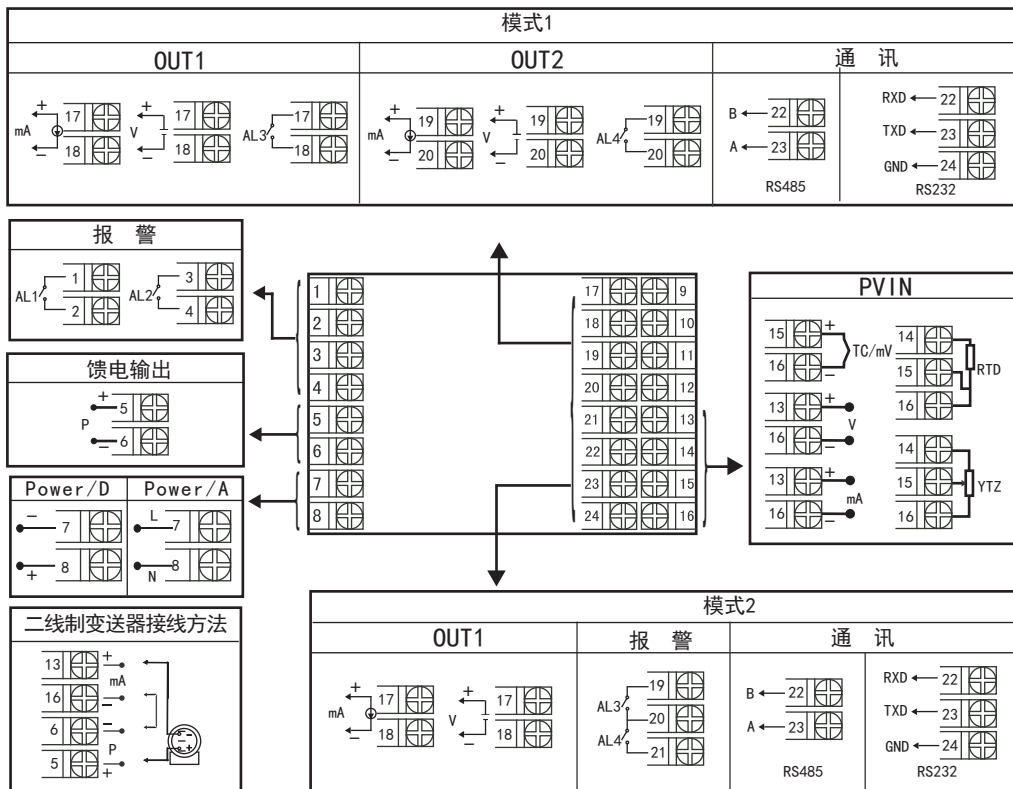 模式1
OUT1 OUT2 通 讯
+ mA − 17 18
+ V − 17 18
AL3 17 18
+ mA − 19 20
+ V − 19 20
AL4 19 20
B 22
A 23
RS485
RXD 22
TXD 23
GND 24
RS232
报 警
AL1 1 2
AL2 3 4
馈电输出
+ P − 5 6
Power/D Power/A
− 7
+ 8
L 7
N 8
二线制变送器接线方法
13 +
mA
16 −
6 −
P
5 +
− +
1
2
3
4
5
6
7
8
17 9
18 10
19 11
20 12
21 13
22 14
23 15
24 16
PVIN
15 + TC/mV
16 −
13 + V
16 −
13 + mA
16 −
14
15 RTD
16
14
15 YTZ
16
模式2
OUT1 报 警 通 讯
+ mA − 17 18
+ V − 17 18
AL3 19
20
AL4 21
B 22
A 23
RS485
RXD 22
TXD 23
GND 24
RS232